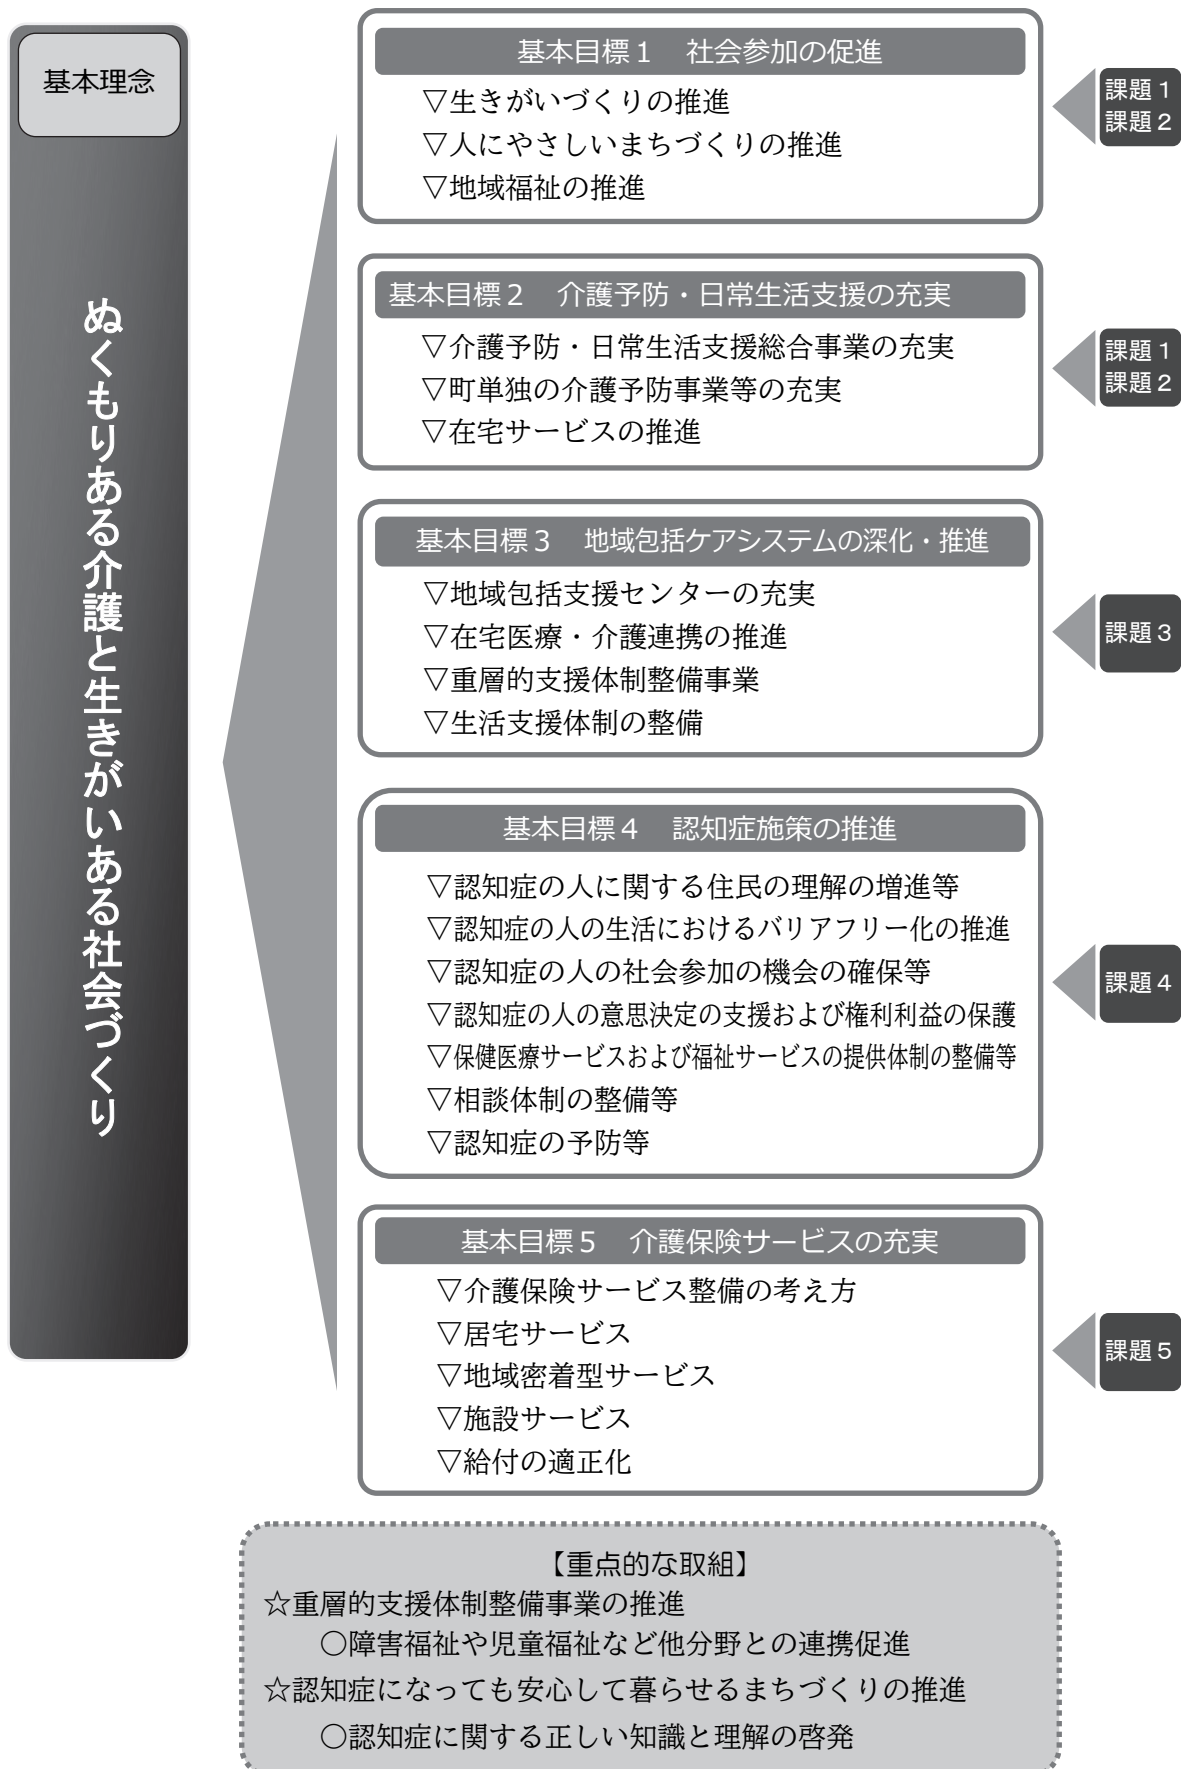 基本理念
ぬくもりある介護と生きがいある社会づくり
基本目標1　社会参加の促進
▽生きがいづくりの推進
▽人にやさしいまちづくりの推進
▽地域福祉の推進
課題1
課題2
基本目標2　介護予防・日常生活支援の充実
▽介護予防・日常生活支援総合事業の充実
▽町単独の介護予防事業等の充実
▽在宅サービスの推進
課題1
課題2
基本目標3　地域包括ケアシステムの深化・推進
▽地域包括支援センターの充実
▽在宅医療・介護連携の推進
▽重層的支援体制整備事業
▽生活支援体制の整備
課題3
基本目標4　認知症施策の推進
▽認知症の人に関する住民の理解の増進等
▽認知症の人の生活におけるバリアフリー化の推進
▽認知症の人の社会参加の機会の確保等
▽認知症の人の意思決定の支援および権利利益の保護
▽保健医療サービスおよび福祉サービスの提供体制の整備等
▽相談体制の整備等
▽認知症の予防等
課題4
基本目標5　介護保険サービスの充実
▽介護保険サービス整備の考え方
▽居宅サービス
▽地域密着型サービス
▽施設サービス
▽給付の適正化
課題5
【重点的な取組】
☆重層的支援体制整備事業の推進
○障害福祉や児童福祉など他分野との連携促進
☆認知症になっても安心して暮らせるまちづくりの推進
○認知症に関する正しい知識と理解の啓発